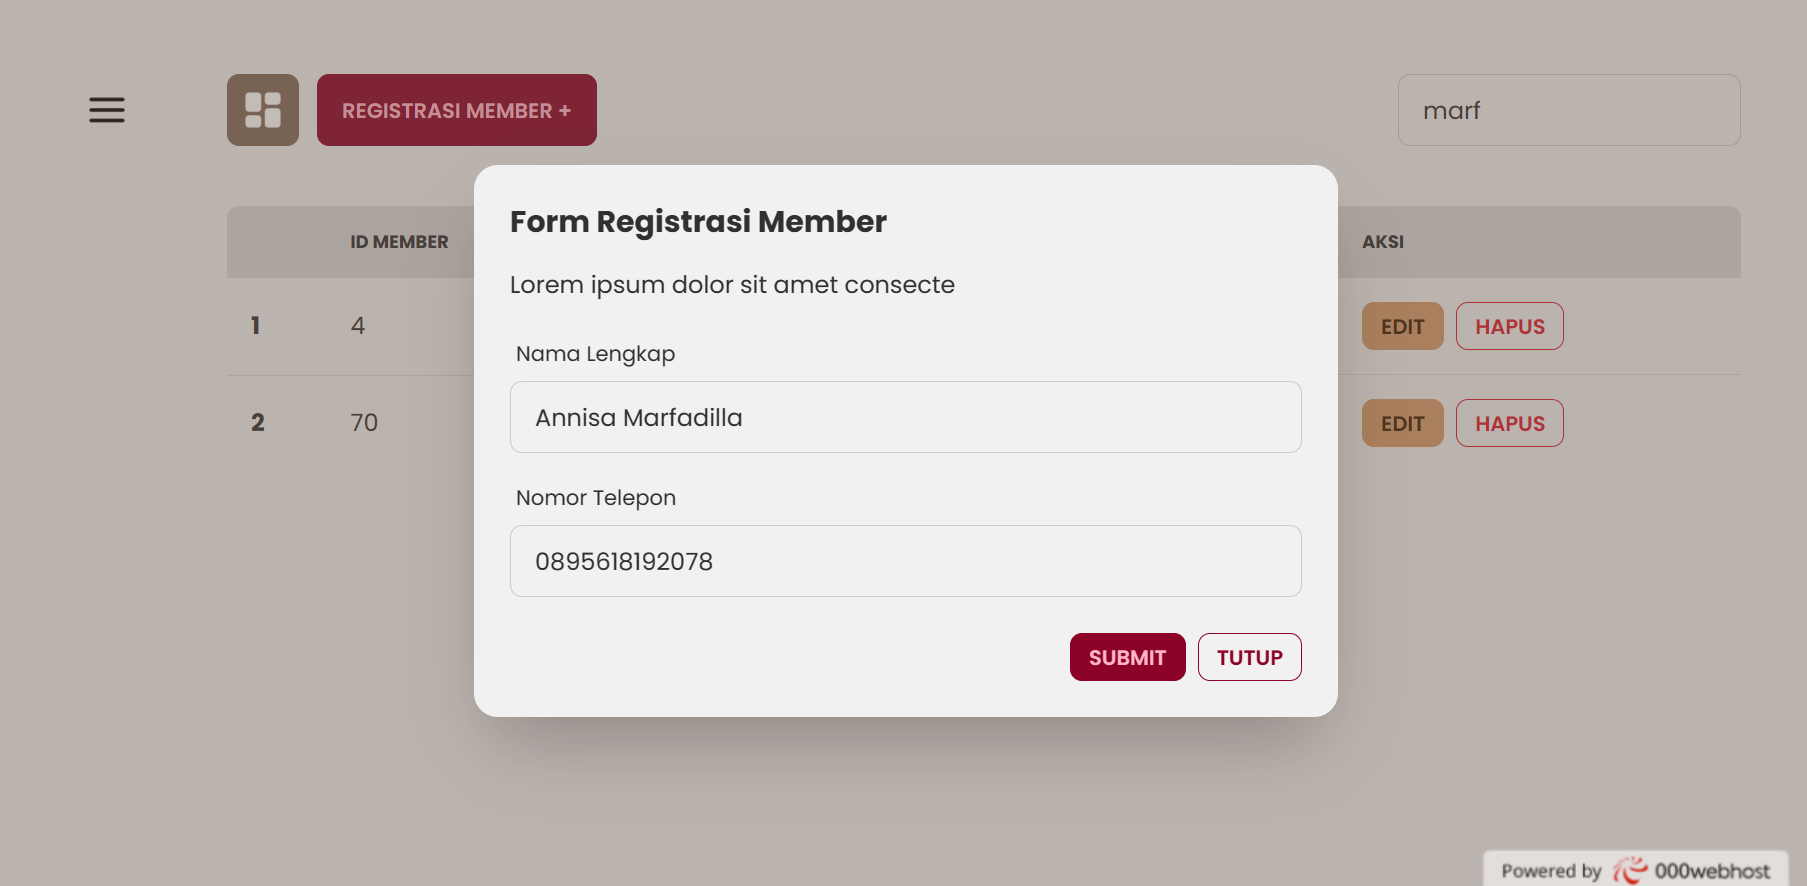 REGISTRASI MEMBER +
marf
ID MEMBER
AKSI
1 4 EDIT HAPUS
2 70 EDIT HAPUS
Form Registrasi Member
Lorem ipsum dolor sit amet consecte
Nama Lengkap
Annisa Marfadilla
Nomor Telepon
0895618192078
SUBMIT TUTUP
Powered by 000webhost